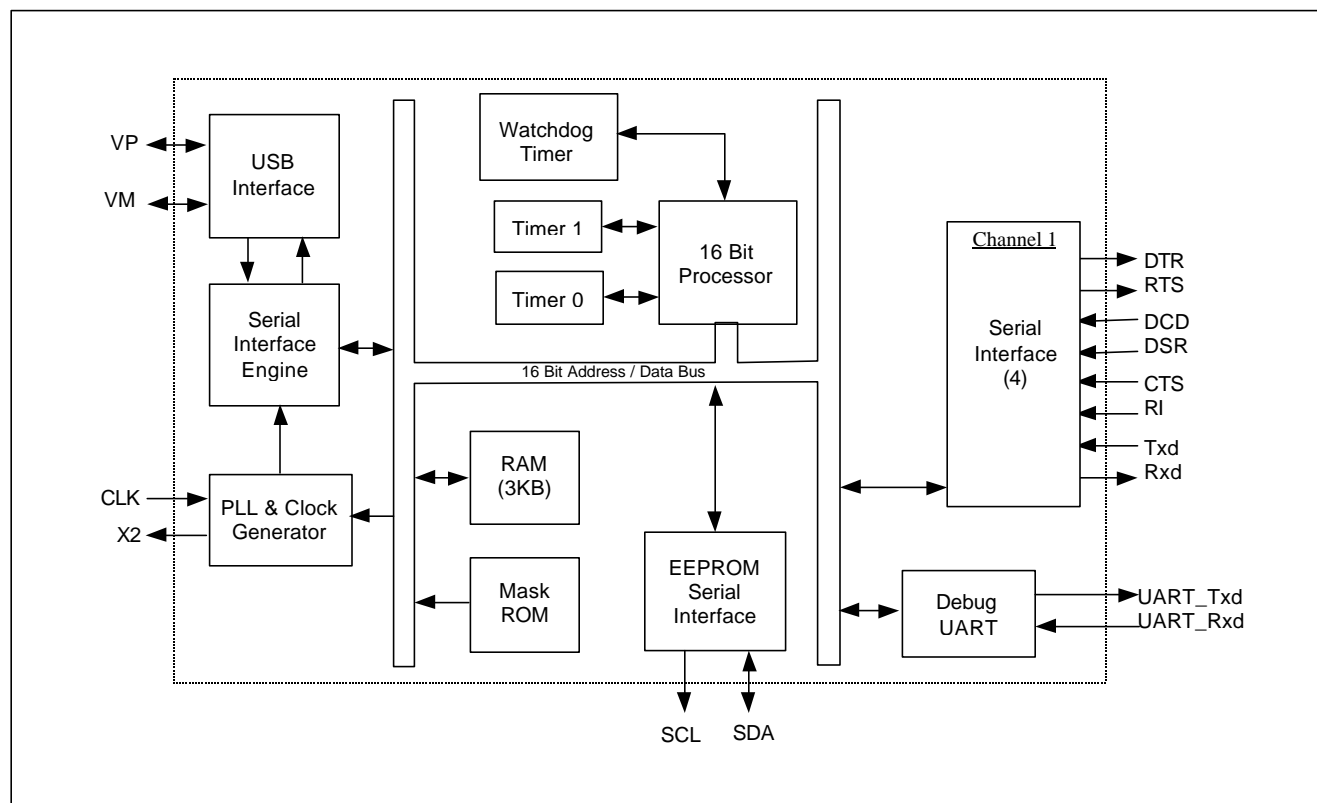 VP
VM
CLK
X2
USB
Interface
Serial
Interface
Engine
PLL & Clock
Generator
Watchdog
Timer
Timer 1
Timer 0
16 Bit
Processor
16 Bit Address / Data Bus
RAM
(3KB)
Mask
ROM
EEPROM
Serial
Interface
SCL
SDA
Channel 1
Serial
Interface
(4)
DTR
RTS
DCD
DSR
CTS
RI
Txd
Rxd
Debug
UART
UART_Txd
UART_Rxd